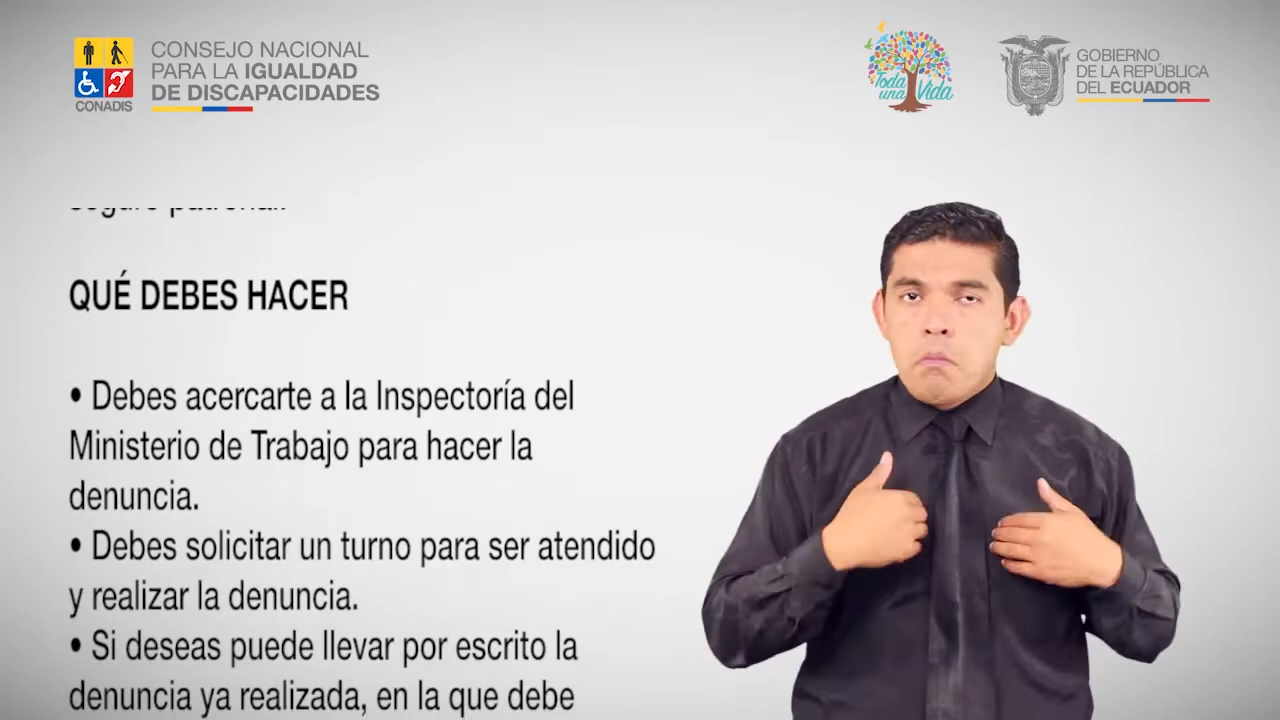 CONSEJO NACIONAL
PARA LA IGUALDAD
DE DISCAPACIDADES
CONADIS
Toda
una Vida
GOBIERNO
DE LA REPÚBLICA
DEL ECUADOR
QUÉ DEBES HACER
• Debes acercarte a la Inspectoría del
Ministerio de Trabajo para hacer la
denuncia.
• Debes solicitar un turno para ser atendido
y realizar la denuncia.
• Si deseas puede llevar por escrito la
denuncia ya realizada, en la que debe